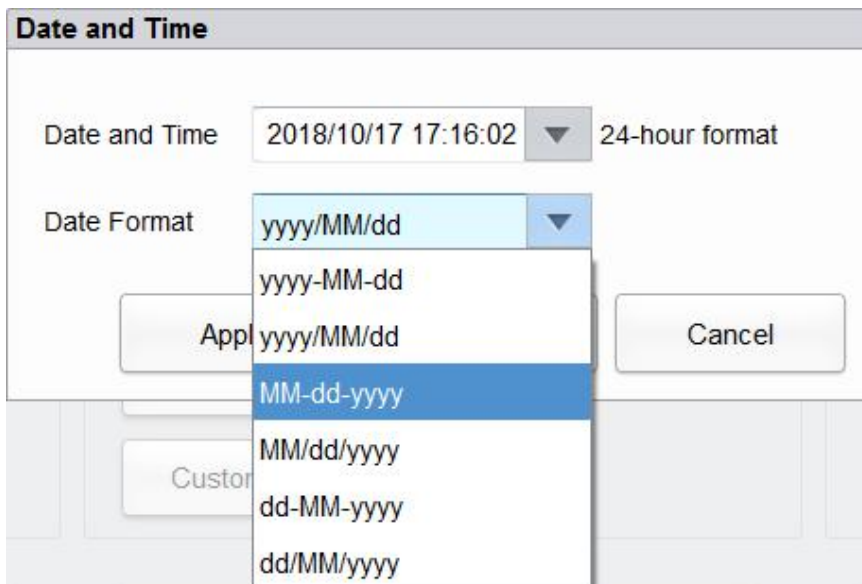 Date and Time
Date and Time 2018/10/17 17:16:02 24-hour format
Date Format yyyy/MM/dd
yyyy-MM-dd
Appl yyyy/MM/dd Cancel
MM-dd-yyyy
MM/dd/yyyy
Custor
dd-MM-yyyy
dd/MM/yyyy